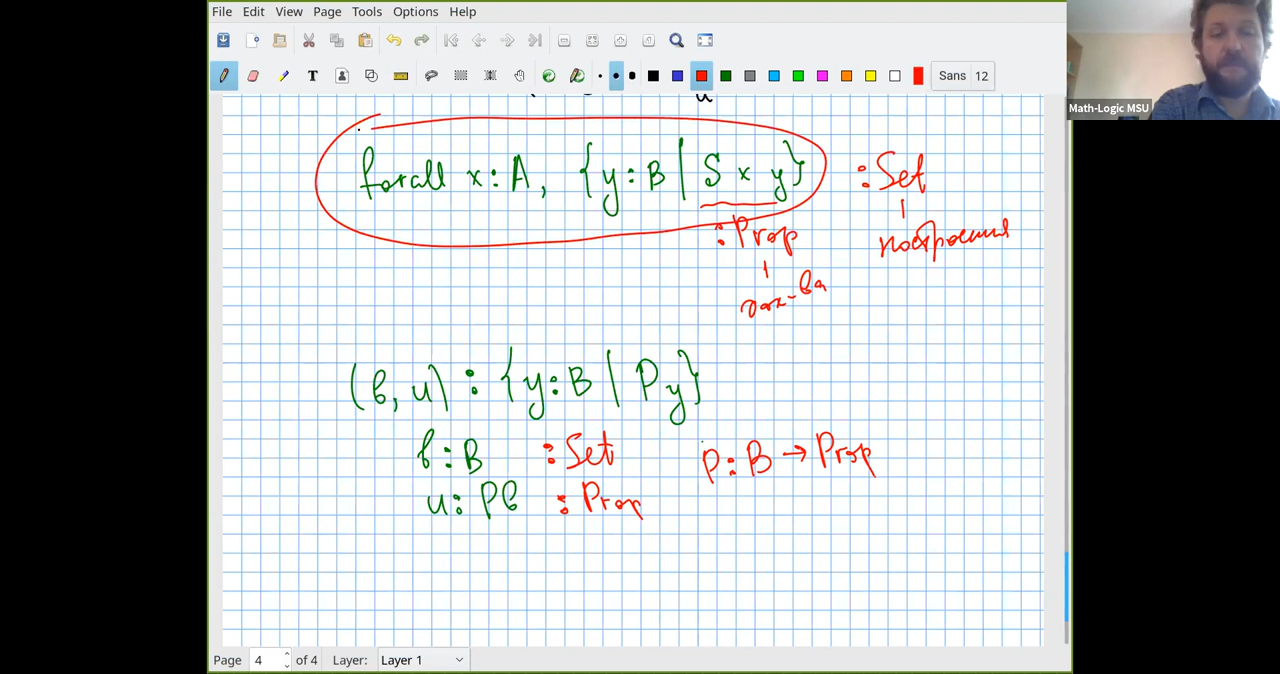 File Edit View Page Tools Options Help
T
Sans 12
Math-Logic MSU
u
forall x : A, { y : B | S x y } : Set
: Prop построения
док-ва
(b, u) : { y : B | P y }
b : B : Set P : B → Prop
u : P b : Prop
Page 4 of 4 Layer: Layer 1